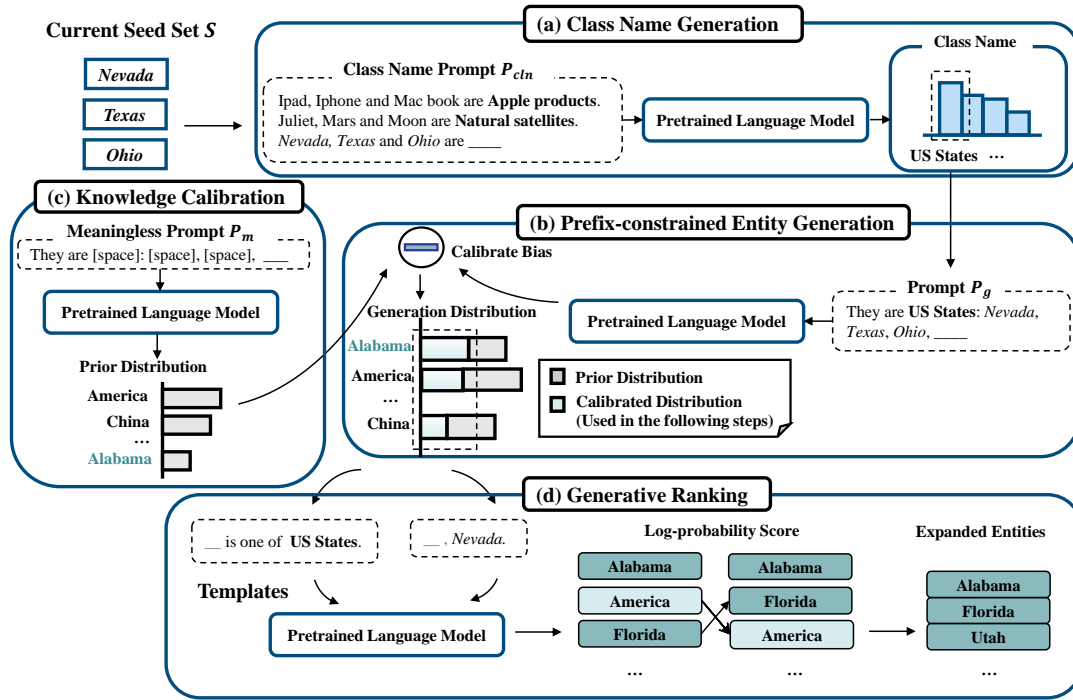 Current Seed Set S
Nevada
Texas
Ohio
(a) Class Name Generation
Class Name Prompt P_cln
Ipad, Iphone and Mac book are Apple products.
Juliet, Mars and Moon are Natural satellites.
Nevada, Texas and Ohio are ____
Pretrained Language Model
Class Name
US States ...
(c) Knowledge Calibration
Meaningless Prompt P_m
They are [space]: [space], [space], ___
Pretrained Language Model
Prior Distribution
America
China
...
Alabama
(b) Prefix-constrained Entity Generation
Calibrate Bias
Generation Distribution
Alabama
America
...
China
Pretrained Language Model
Prompt P_g
They are US States: Nevada,
Texas, Ohio, ____
Prior Distribution
Calibrated Distribution
(Used in the following steps)
(d) Generative Ranking
__ is one of US States.
__ , Nevada.
Templates
Pretrained Language Model
Log-probability Score
Alabama
America
Florida
...
Alabama
Florida
America
...
Expanded Entities
Alabama
Florida
Utah
...